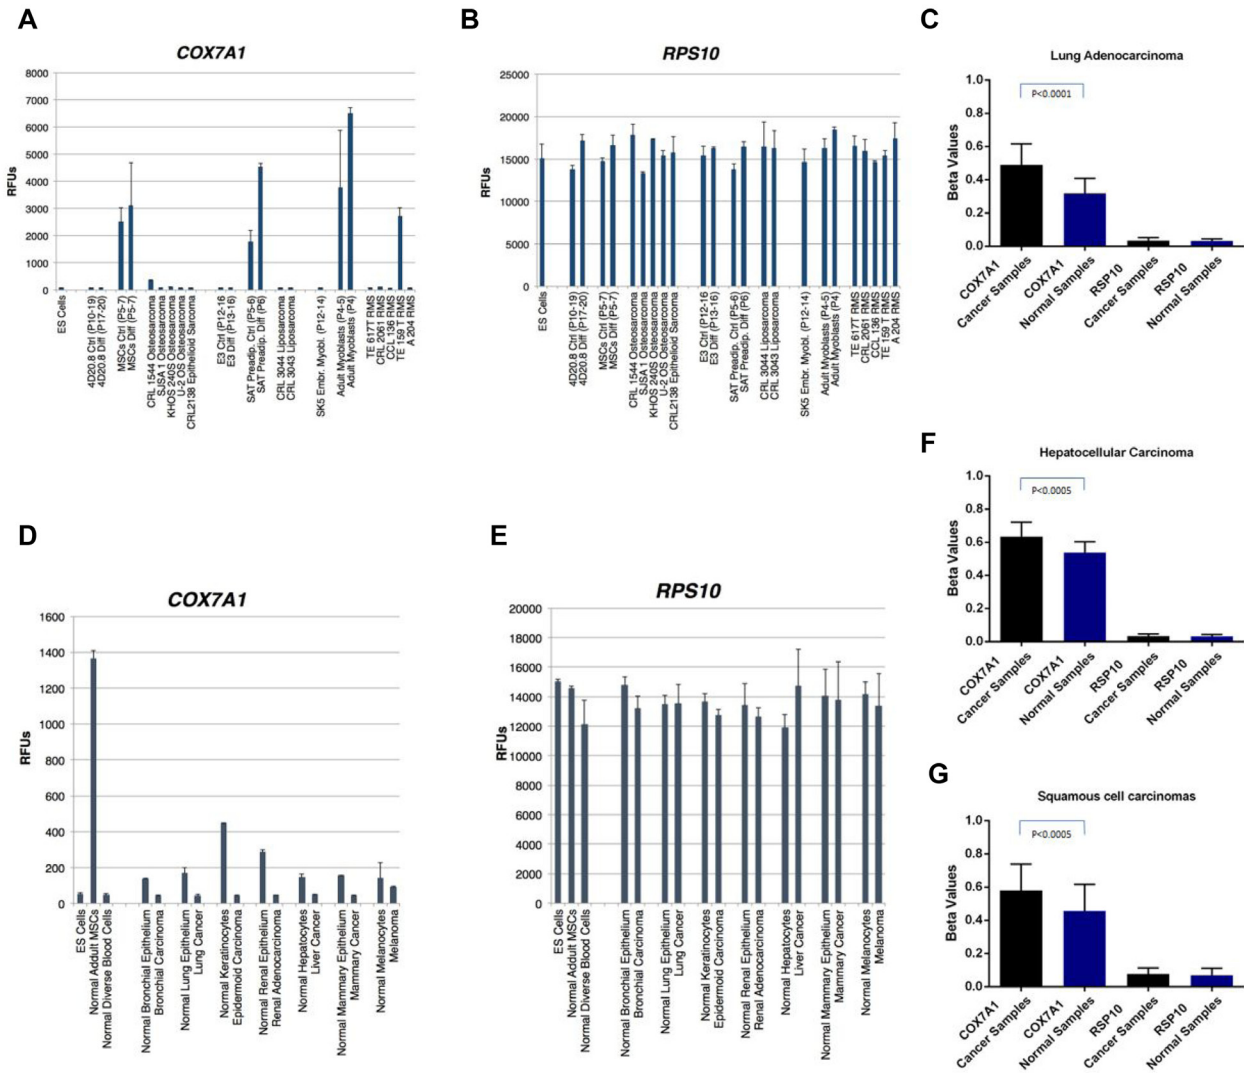 A
COX7A1
8000
7000
6000
5000
4000
3000
2000
1000
0
RFUs
ES Cells
4D20.8 Ctrl (P10-19)
4D20.8 Diff (P17-20)
MSCs Ctrl (P5-7)
MSCs Diff (P5-7)
CRL 1544 Osteosarcoma
SJSA 1 Osteosarcoma
KHOS 240S Osteosarcoma
U-2 OS Osteosarcoma
CRL2138 Epithelioid Sarcoma
E3 Ctrl (P12-16
E3 Diff (P13-16)
SAT Preadip. Ctrl (P5-6)
SAT Preadip. Diff (P6)
CRL 3044 Liposarcoma
CRL 3043 Liposarcoma
SK5 Embr. Myobl. (P12-14)
Adult Myoblasts (P4-5)
Adult Myoblasts (P4)
TE 617T RMS
CRL 2061 RMS
CCL 136 RMS
TE 159 T RMS
A 204 RMS
B
RPS10
25000
20000
15000
10000
5000
0
RFUs
ES Cells
4D20.8 Ctrl (P10-19)
4D20.8 Diff (P17-20)
MSCs Ctrl (P5-7)
MSCs Diff (P5-7)
CRL 1544 Osteosarcoma
SJSA 1 Osteosarcoma
KHOS 240S Osteosarcoma
U-2 OS Osteosarcoma
CRL2138 Epithelioid Sarcoma
E3 Ctrl (P12-16
E3 Diff (P13-16)
SAT Preadip. Ctrl (P5-6)
SAT Preadip. Diff (P6)
CRL 3044 Liposarcoma
CRL 3043 Liposarcoma
SK5 Embr. Myobl. (P12-14)
Adult Myoblasts (P4-5)
Adult Myoblasts (P4)
TE 617T RMS
CRL 2061 RMS
CCL 136 RMS
TE 159 T RMS
A 204 RMS
C
Lung Adenocarcinoma
P<0.0001
1.0
0.8
0.6
0.4
0.2
0.0
Beta Values
COX7A1
Cancer Samples
COX7A1
Normal Samples
RSP10
Cancer Samples
RSP10
Normal Samples
D
COX7A1
1600
1400
1200
1000
800
600
400
200
0
RFUs
ES Cells
Normal Addult MSCs
Normal Diverse Blood Cells
Normal Bronchial Epithelium
Bronchial Carcinoma
Normal Lung Epithelium
Lung Cancer
Normal Keratinocytes
Epidermoid Carcinoma
Normal Renal Epithelium
Renal Adenocarcinoma
Normal Hepatocytes
Liver Cancer
Normal Mammary Epithelium
Mammary Cancer
Normal Melanocytes
Melanoma
E
RPS10
20000
18000
16000
14000
12000
10000
8000
6000
4000
2000
0
RFUs
ES Cells
Normal Addult MSCs
Normal Diverse Blood Cells
Normal Bronchial Epithelium
Bronchial Carcinoma
Normal Lung Epithelium
Lung Cancer
Normal Keratinocytes
Epidermoid Carcinoma
Normal Renal Epithelium
Renal Adenocarcinoma
Normal Hepatocytes
Liver Cancer
Normal Mammary Epithelium
Mammary Cancer
Normal Melanocytes
Melanoma
F
Hepatocellular Carcinoma
P<0.0005
1.0
0.8
0.6
0.4
0.2
0.0
Beta Values
COX7A1
Cancer Samples
COX7A1
Normal Samples
RSP10
Cancer Samples
RSP10
Normal Samples
G
Squamous cell carcinomas
P<0.0005
1.0
0.8
0.6
0.4
0.2
0.0
Beta Values
COX7A1
Cancer Samples
COX7A1
Normal Samples
RSP10
Cancer Samples
RSP10
Normal Samples